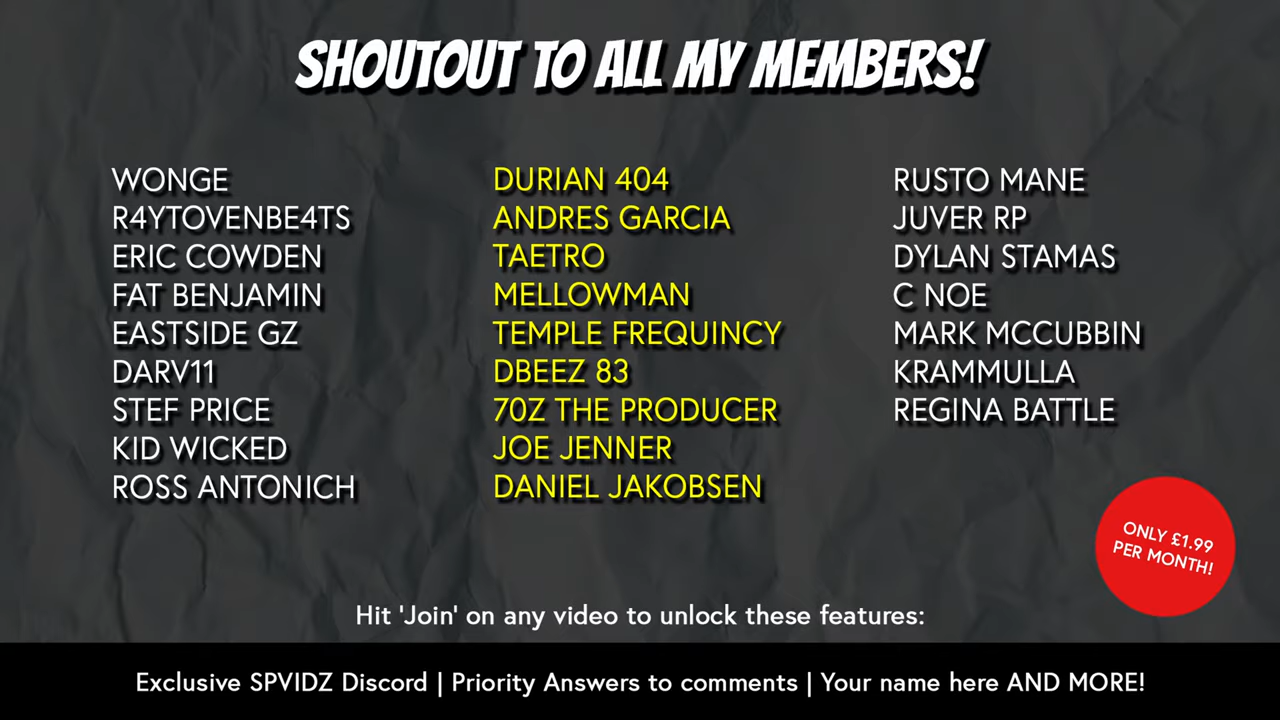 SHOUTOUT TO ALL MY MEMBERS!
WONGE
R4YTOVENBE4TS
ERIC COWDEN
FAT BENJAMIN
EASTSIDE GZ
DARV11
STEF PRICE
KID WICKED
ROSS ANTONICH
DURIAN 404
ANDRES GARCIA
TAETRO
MELLOWMAN
TEMPLE FREQUINCY
DBEEZ 83
70Z THE PRODUCER
JOE JENNER
DANIEL JAKOBSEN
RUSTO MANE
JUVER RP
DYLAN STAMAS
C NOE
MARK MCCUBBIN
KRAMMULLA
REGINA BATTLE
ONLY £1.99
PER MONTH!
Hit 'Join' on any video to unlock these features:
Exclusive SPVIDZ Discord | Priority Answers to comments | Your name here AND MORE!